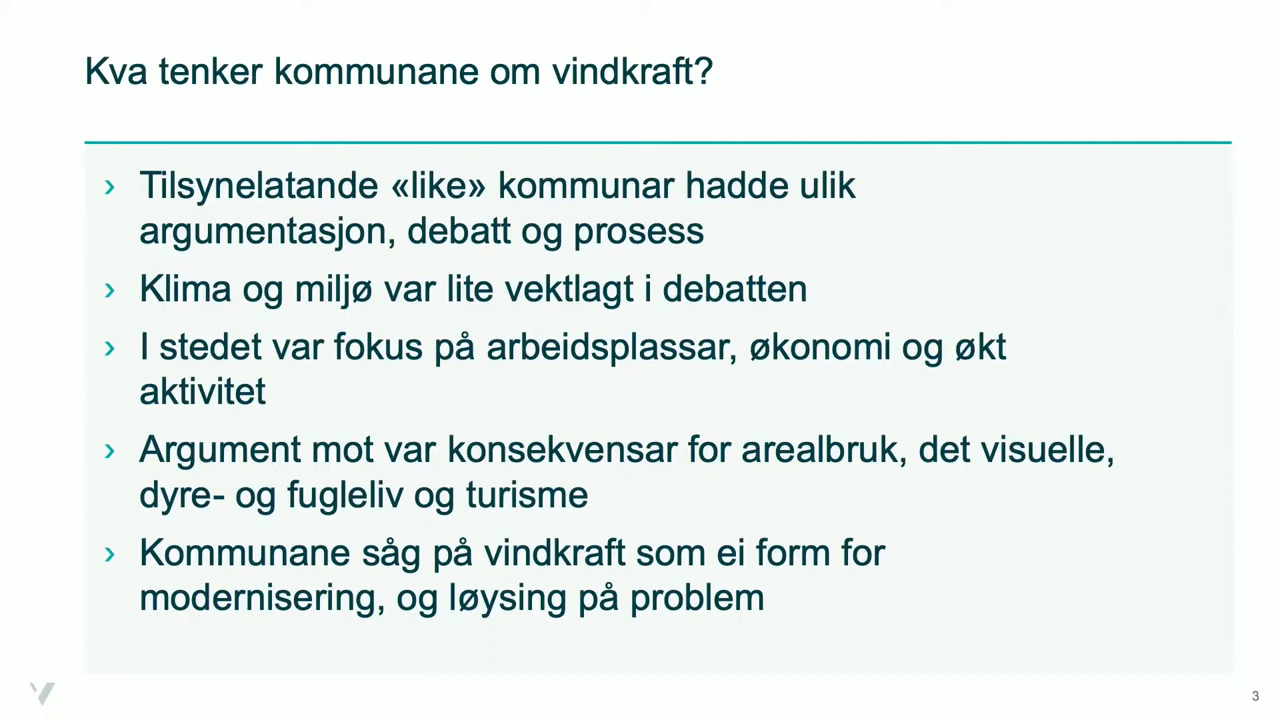 Kva tenker kommunane om vindkraft?
› Tilsynelatande «like» kommunar hadde ulik
argumentasjon, debatt og prosess
› Klima og miljø var lite vektlagt i debatten
› I stedet var fokus på arbeidsplassar, økonomi og økt
aktivitet
› Argument mot var konsekvensar for arealbruk, det visuelle,
dyre- og fugleliv og turisme
› Kommunane såg på vindkraft som ei form for
modernisering, og løysing på problem
3